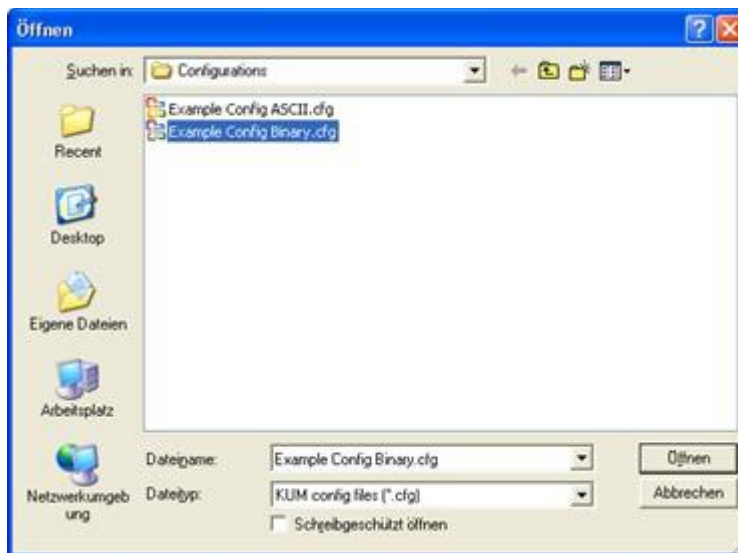 Öffnen
Suchen in:
Configurations
Example Config ASCII.cfg
Example Config Binary.cfg
Recent
Desktop
Eigene Dateien
Arbeitsplatz
Netzwerkumgeb
ung
Dateiname:
Example Config Binary.cfg
Öffnen
Dateityp:
KUM config files (*.cfg)
Abbrechen
Schreibgeschützt öffnen